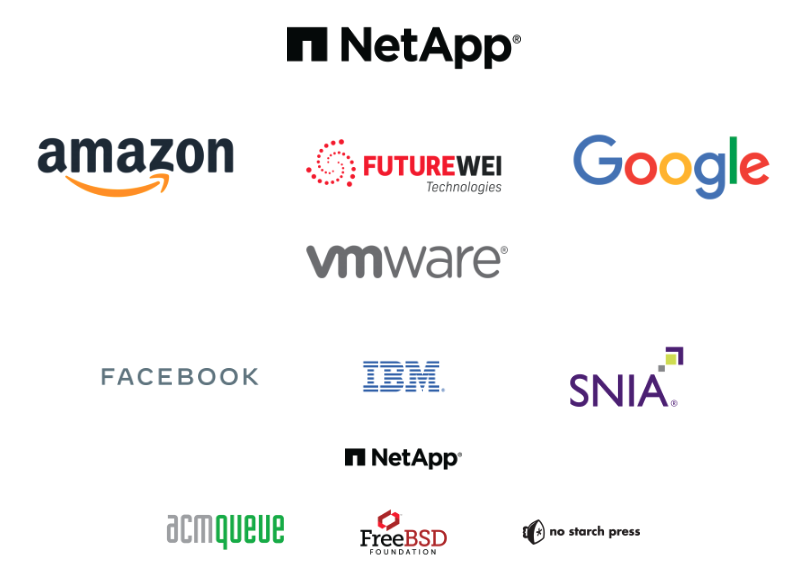 NetApp®
amazon
FUTUREWEI
Technologies
Google
vmware®
FACEBOOK
IBM®
SNIA®
NetApp®
acmqueue
FreeBSD
FOUNDATION
no starch press